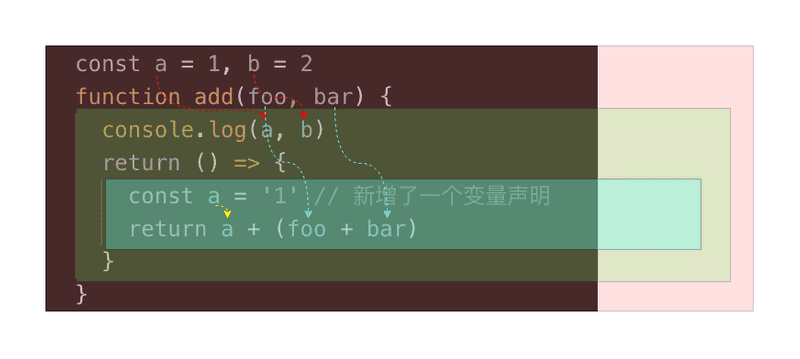 const a = 1, b = 2
function add(foo, bar) {
console.log(a, b)
return () => {
const a = '1' // 新增了一个变量声明
return a + (foo + bar)
}
}